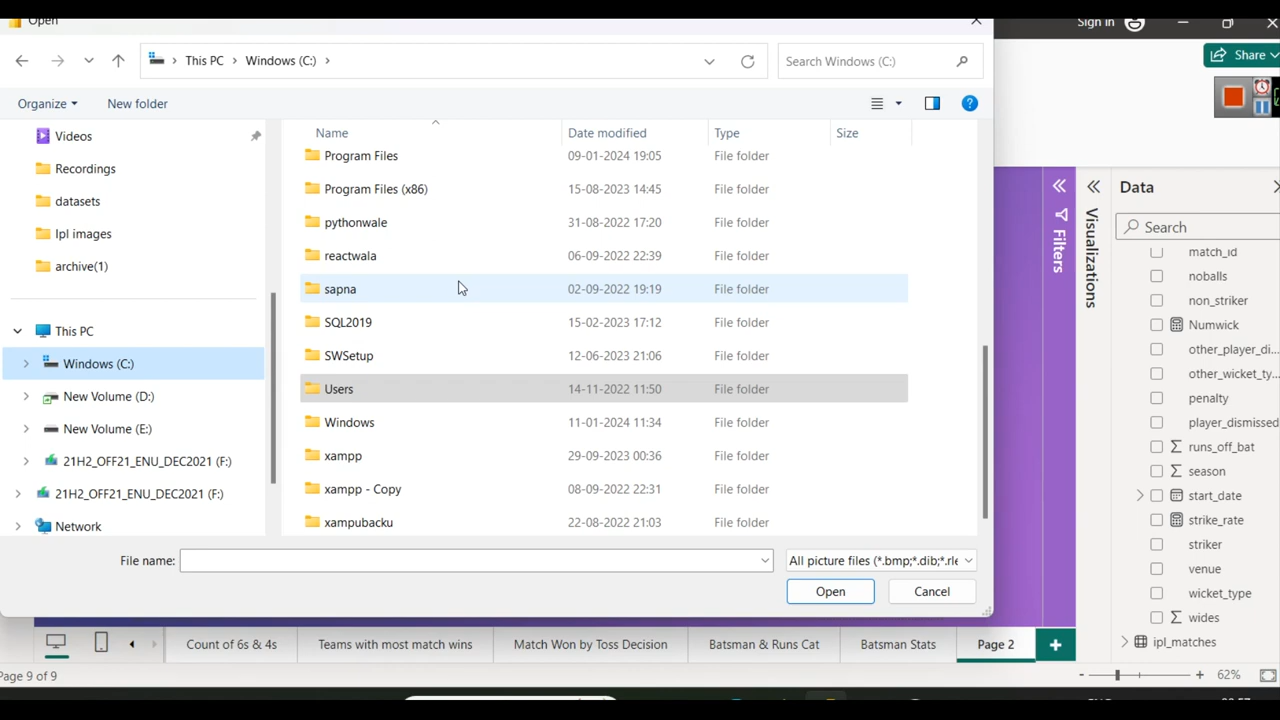 Open
Sign in
This PC > Windows (C:) >
Search Windows (C:)
Share
Organize
New folder
Name
Date modified
Type
Size
Videos
Recordings
datasets
Ipl images
archive(1)
This PC
Windows (C:)
New Volume (D:)
New Volume (E:)
21H2_OFF21_ENU_DEC2021 (F:)
21H2_OFF21_ENU_DEC2021 (F:)
Network
Program Files 09-01-2024 19:05 File folder
Program Files (x86) 15-08-2023 14:45 File folder
pythonwale 31-08-2022 17:20 File folder
reactwala 06-09-2022 22:39 File folder
sapna 02-09-2022 19:19 File folder
SQL2019 15-02-2023 17:12 File folder
SWSetup 12-06-2023 21:06 File folder
Users 14-11-2022 11:50 File folder
Windows 11-01-2024 11:34 File folder
xampp 29-09-2023 00:36 File folder
xampp - Copy 08-09-2022 22:31 File folder
xampubacku 22-08-2022 21:03 File folder
File name:
All picture files (*.bmp;*.dib;*.rle
Open
Cancel
Filters
Visualizations
Data
Search
match_id
noballs
non_striker
Numwick
other_player_di...
other_wicket_ty...
penalty
player_dismissed
runs_off_bat
season
start_date
strike_rate
striker
venue
wicket_type
wides
ipl_matches
Count of 6s & 4s
Teams with most match wins
Match Won by Toss Decision
Batsman & Runs Cat
Batsman Stats
Page 2
Page 9 of 9
- + 62%